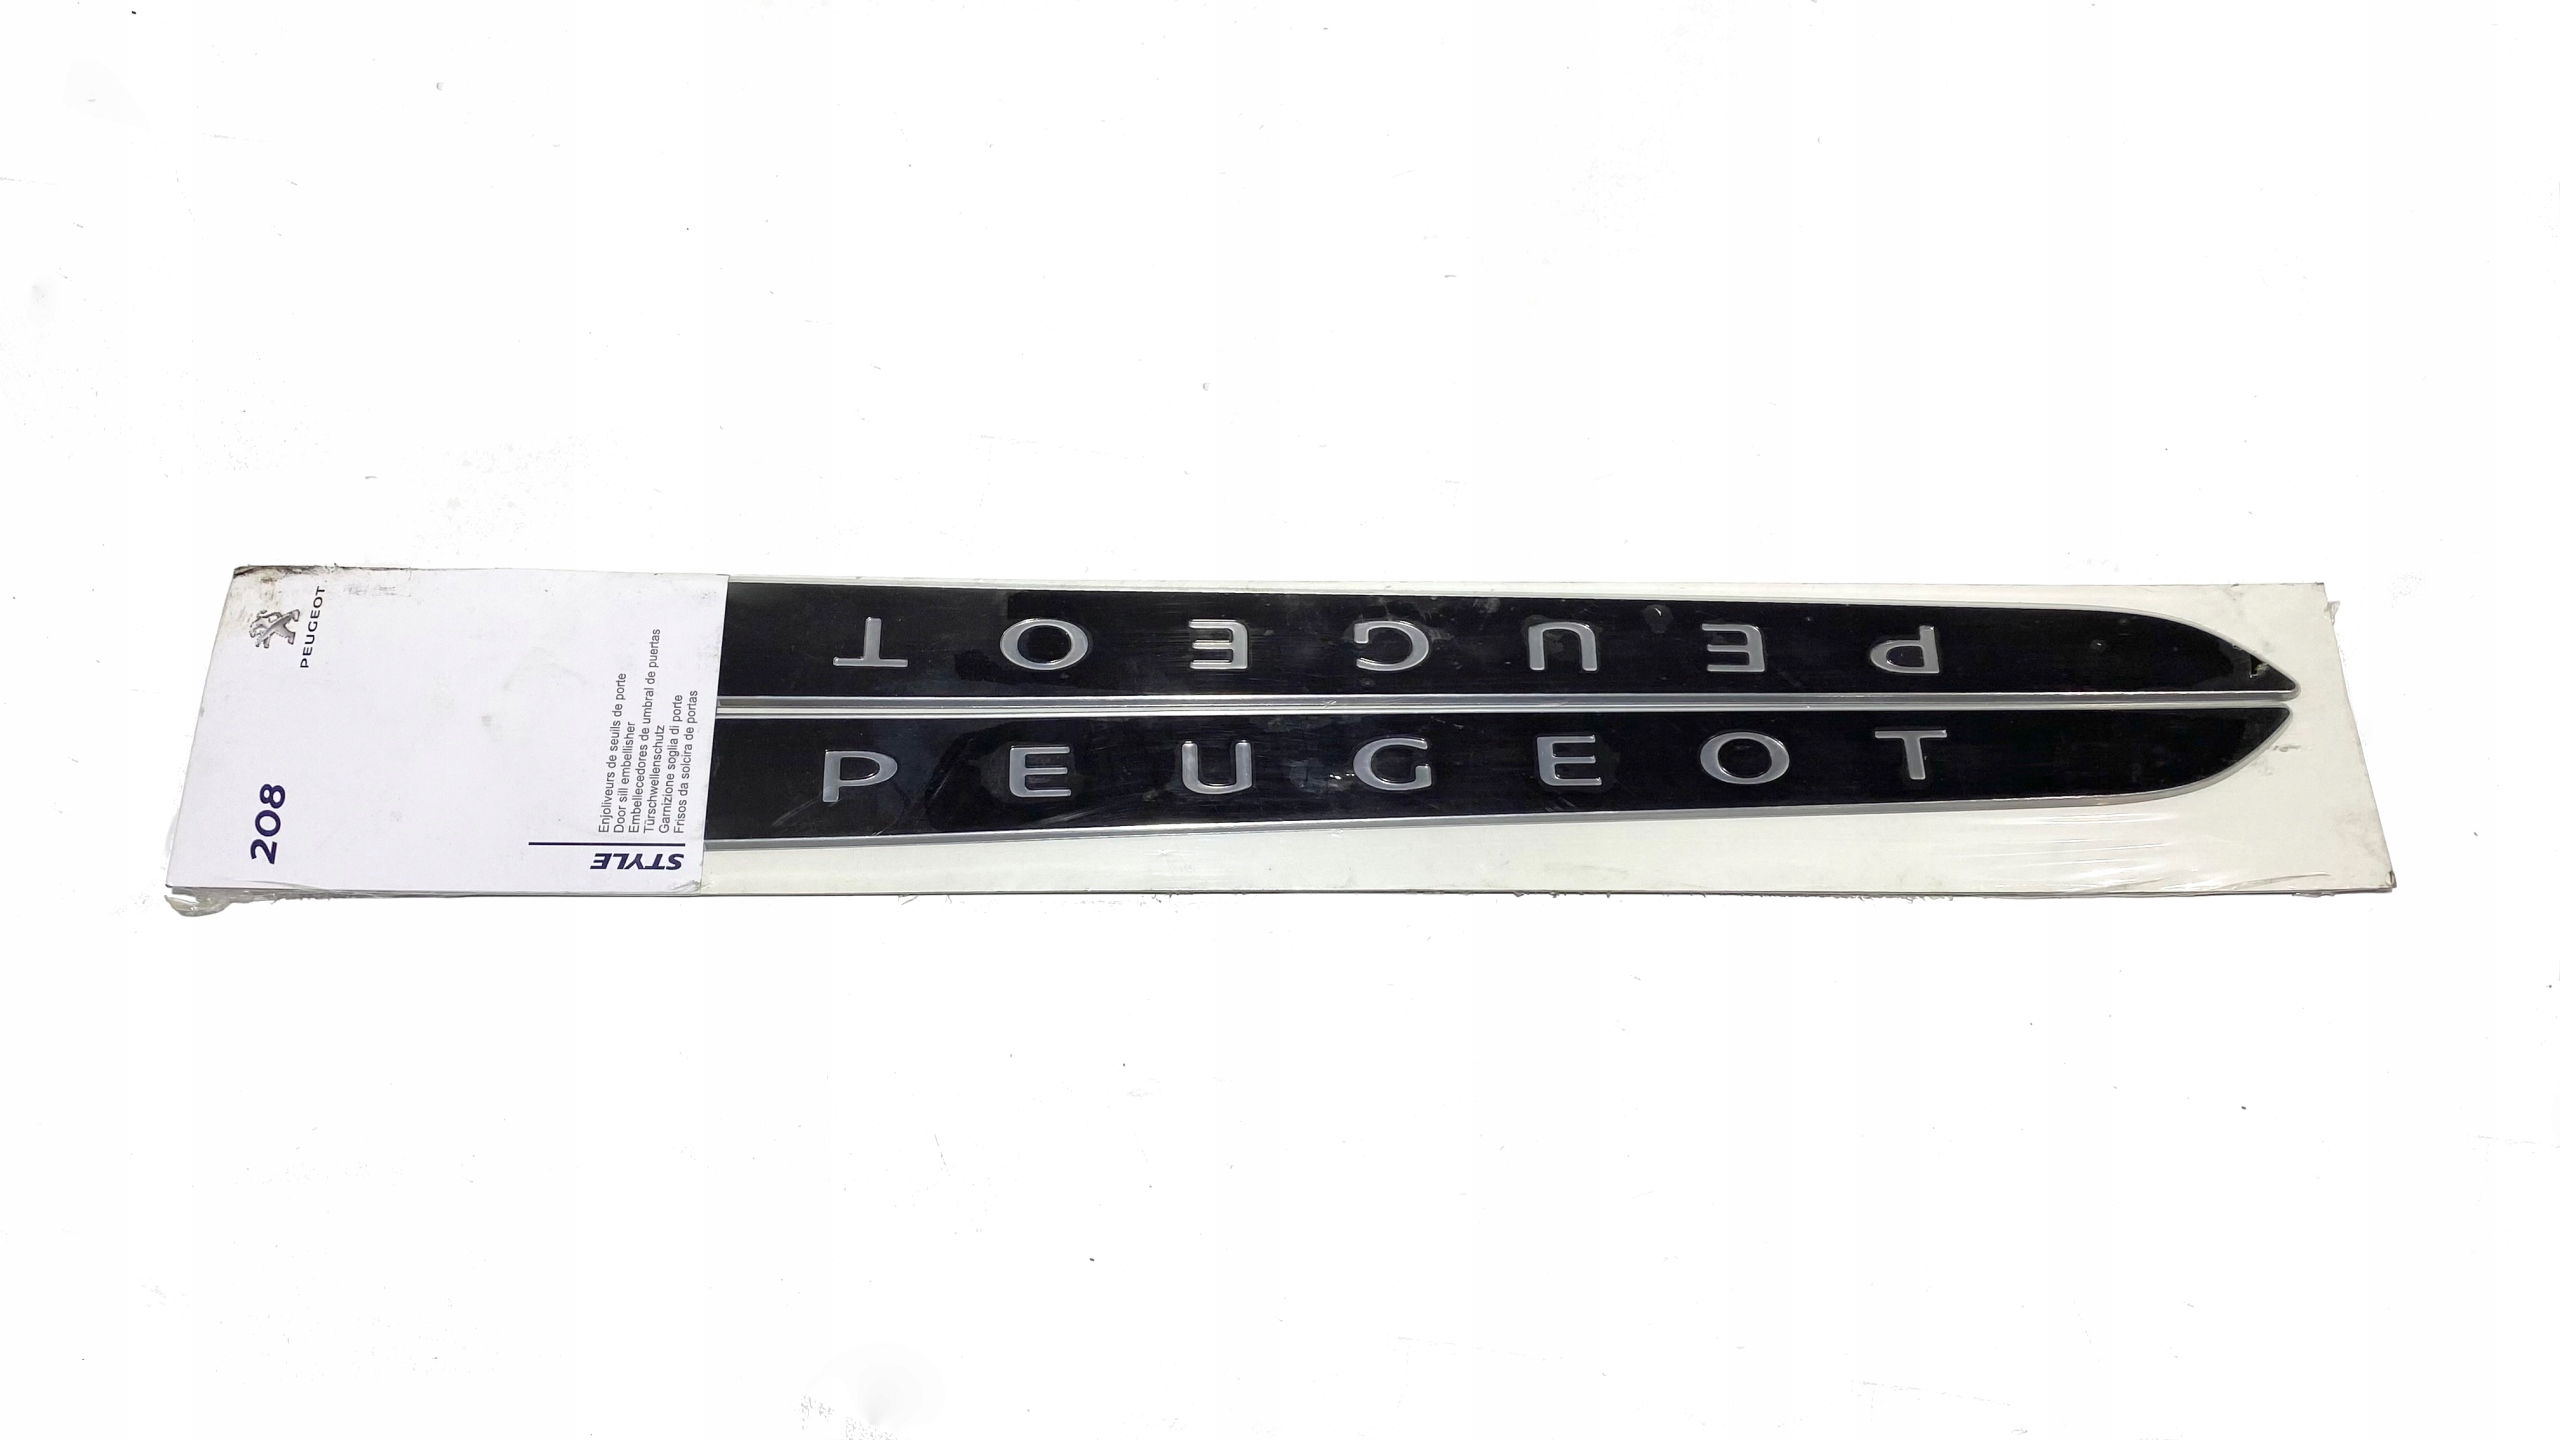 PEUGEOT
208
Enjoliveurs de seuils de porte
Door sill embellisher
Embellecedores de umbral de puertas
Türschwellenschutz
Garnizione soglia di porte
Frisos da solcira de portas
STYLE
PEUGEOT
PEUGEOT